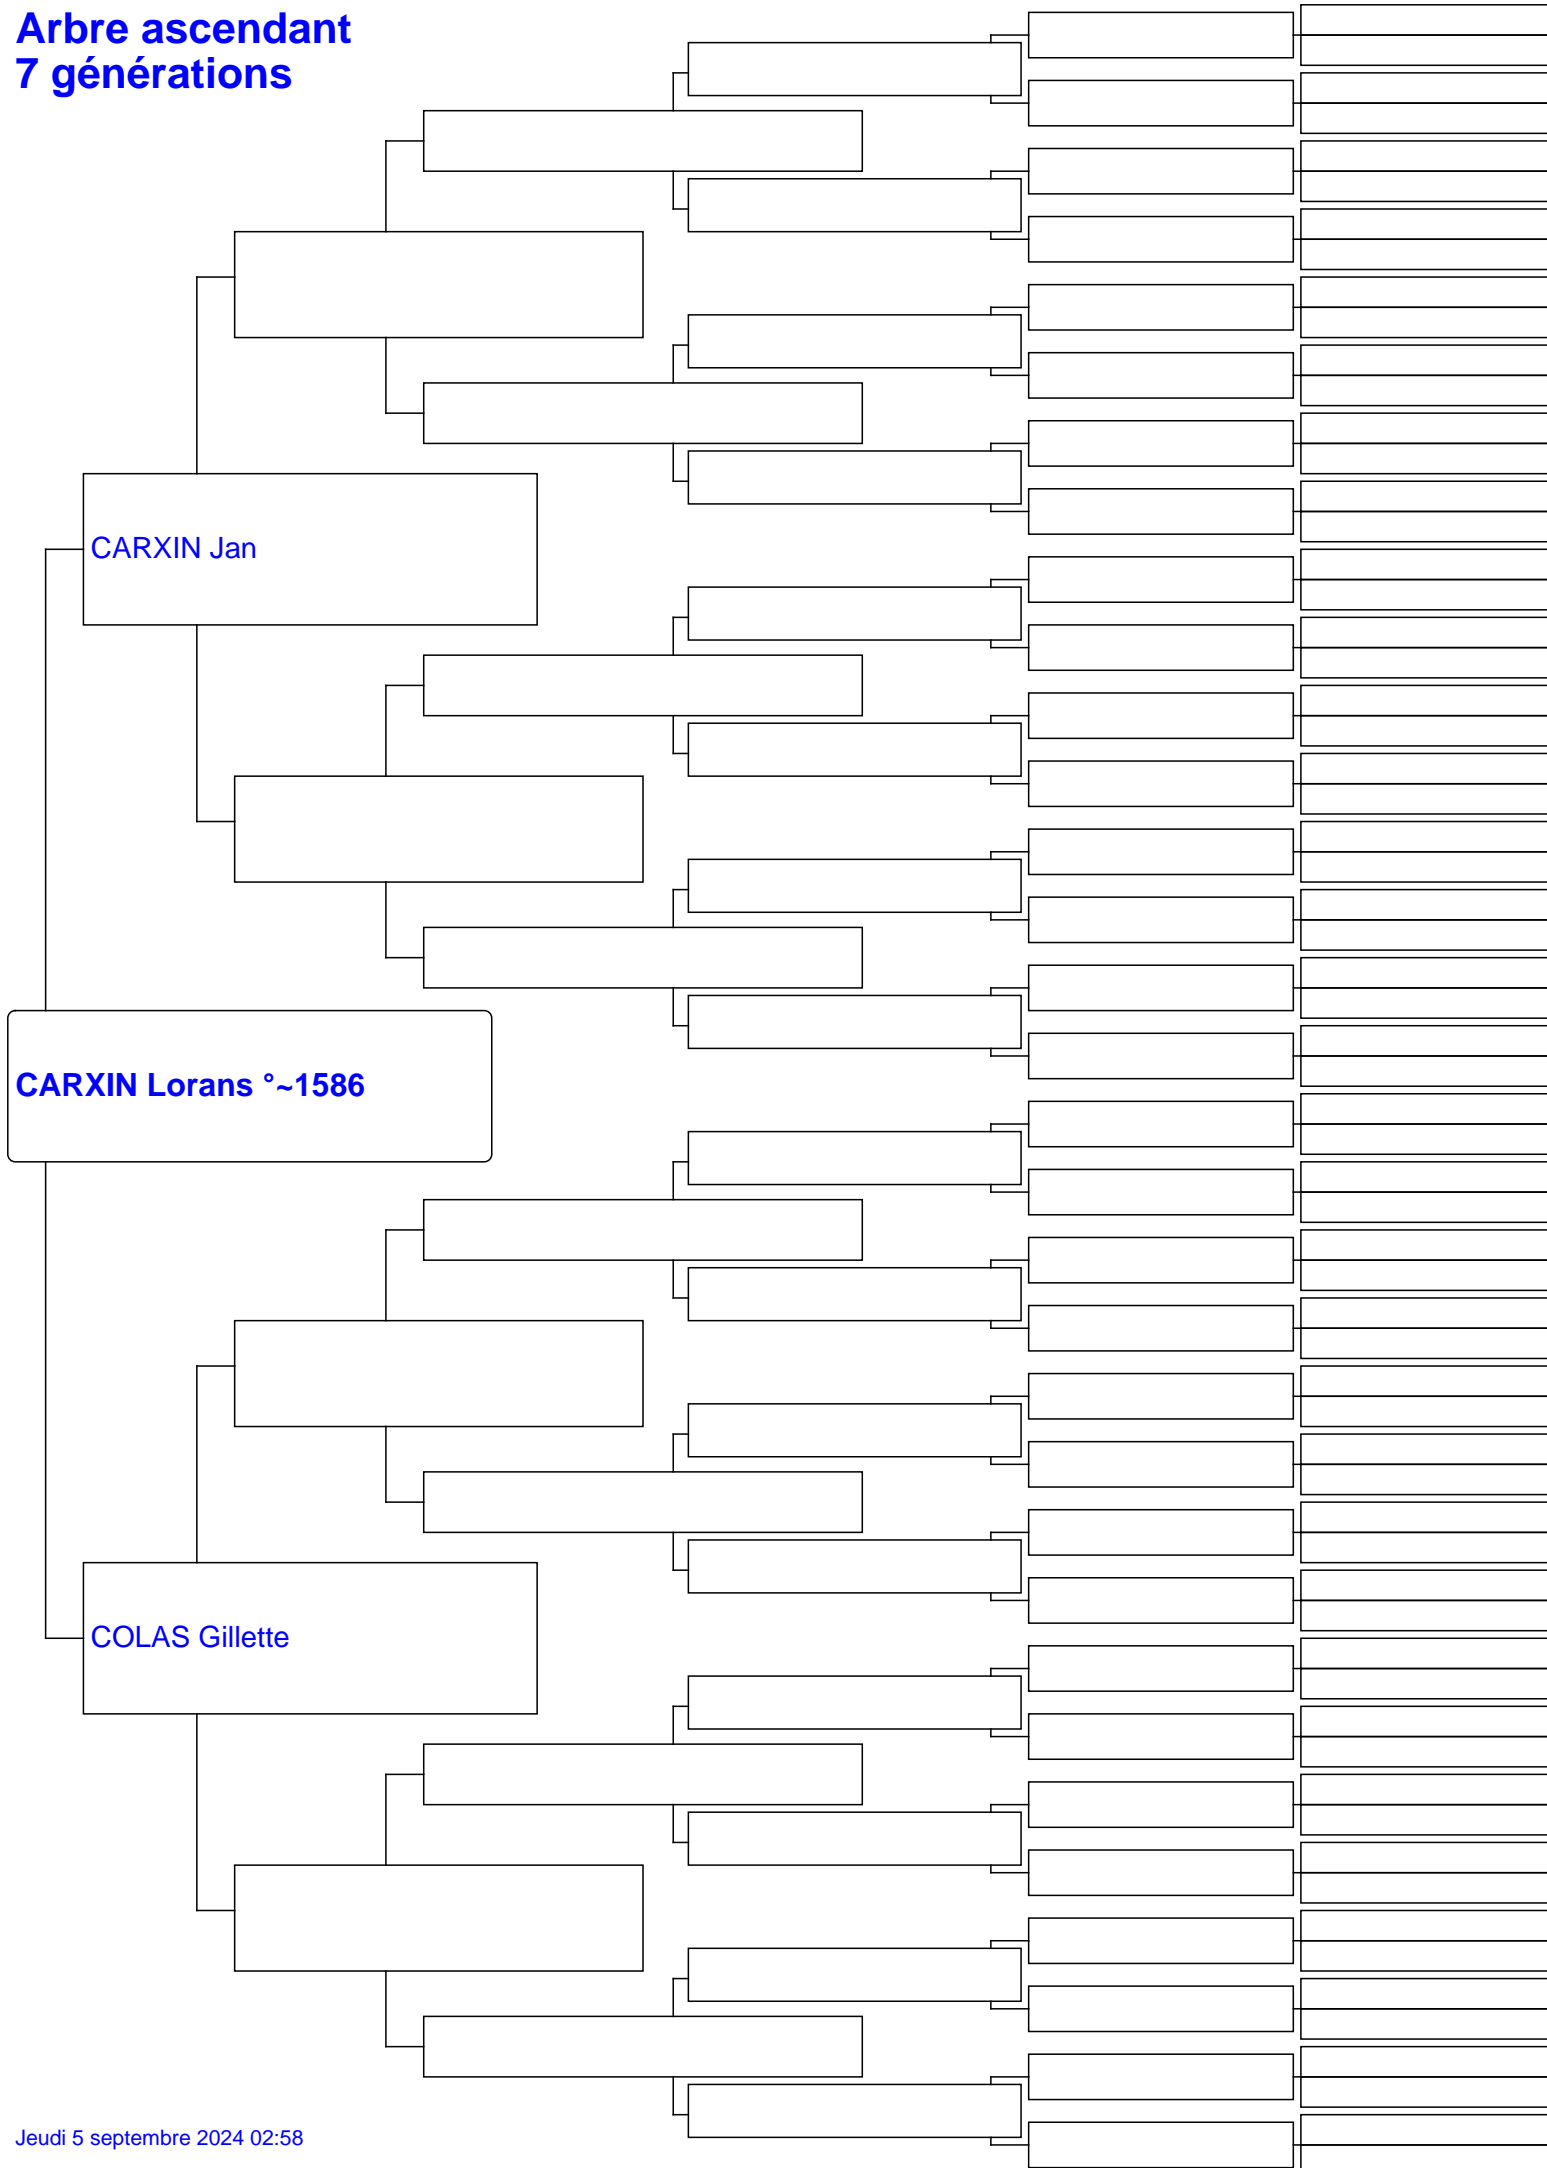 Arbre ascendant
7 générations
CARXIN Jan
CARXIN Lorans °~1586
COLAS Gillette
Jeudi 5 septembre 2024 02:58